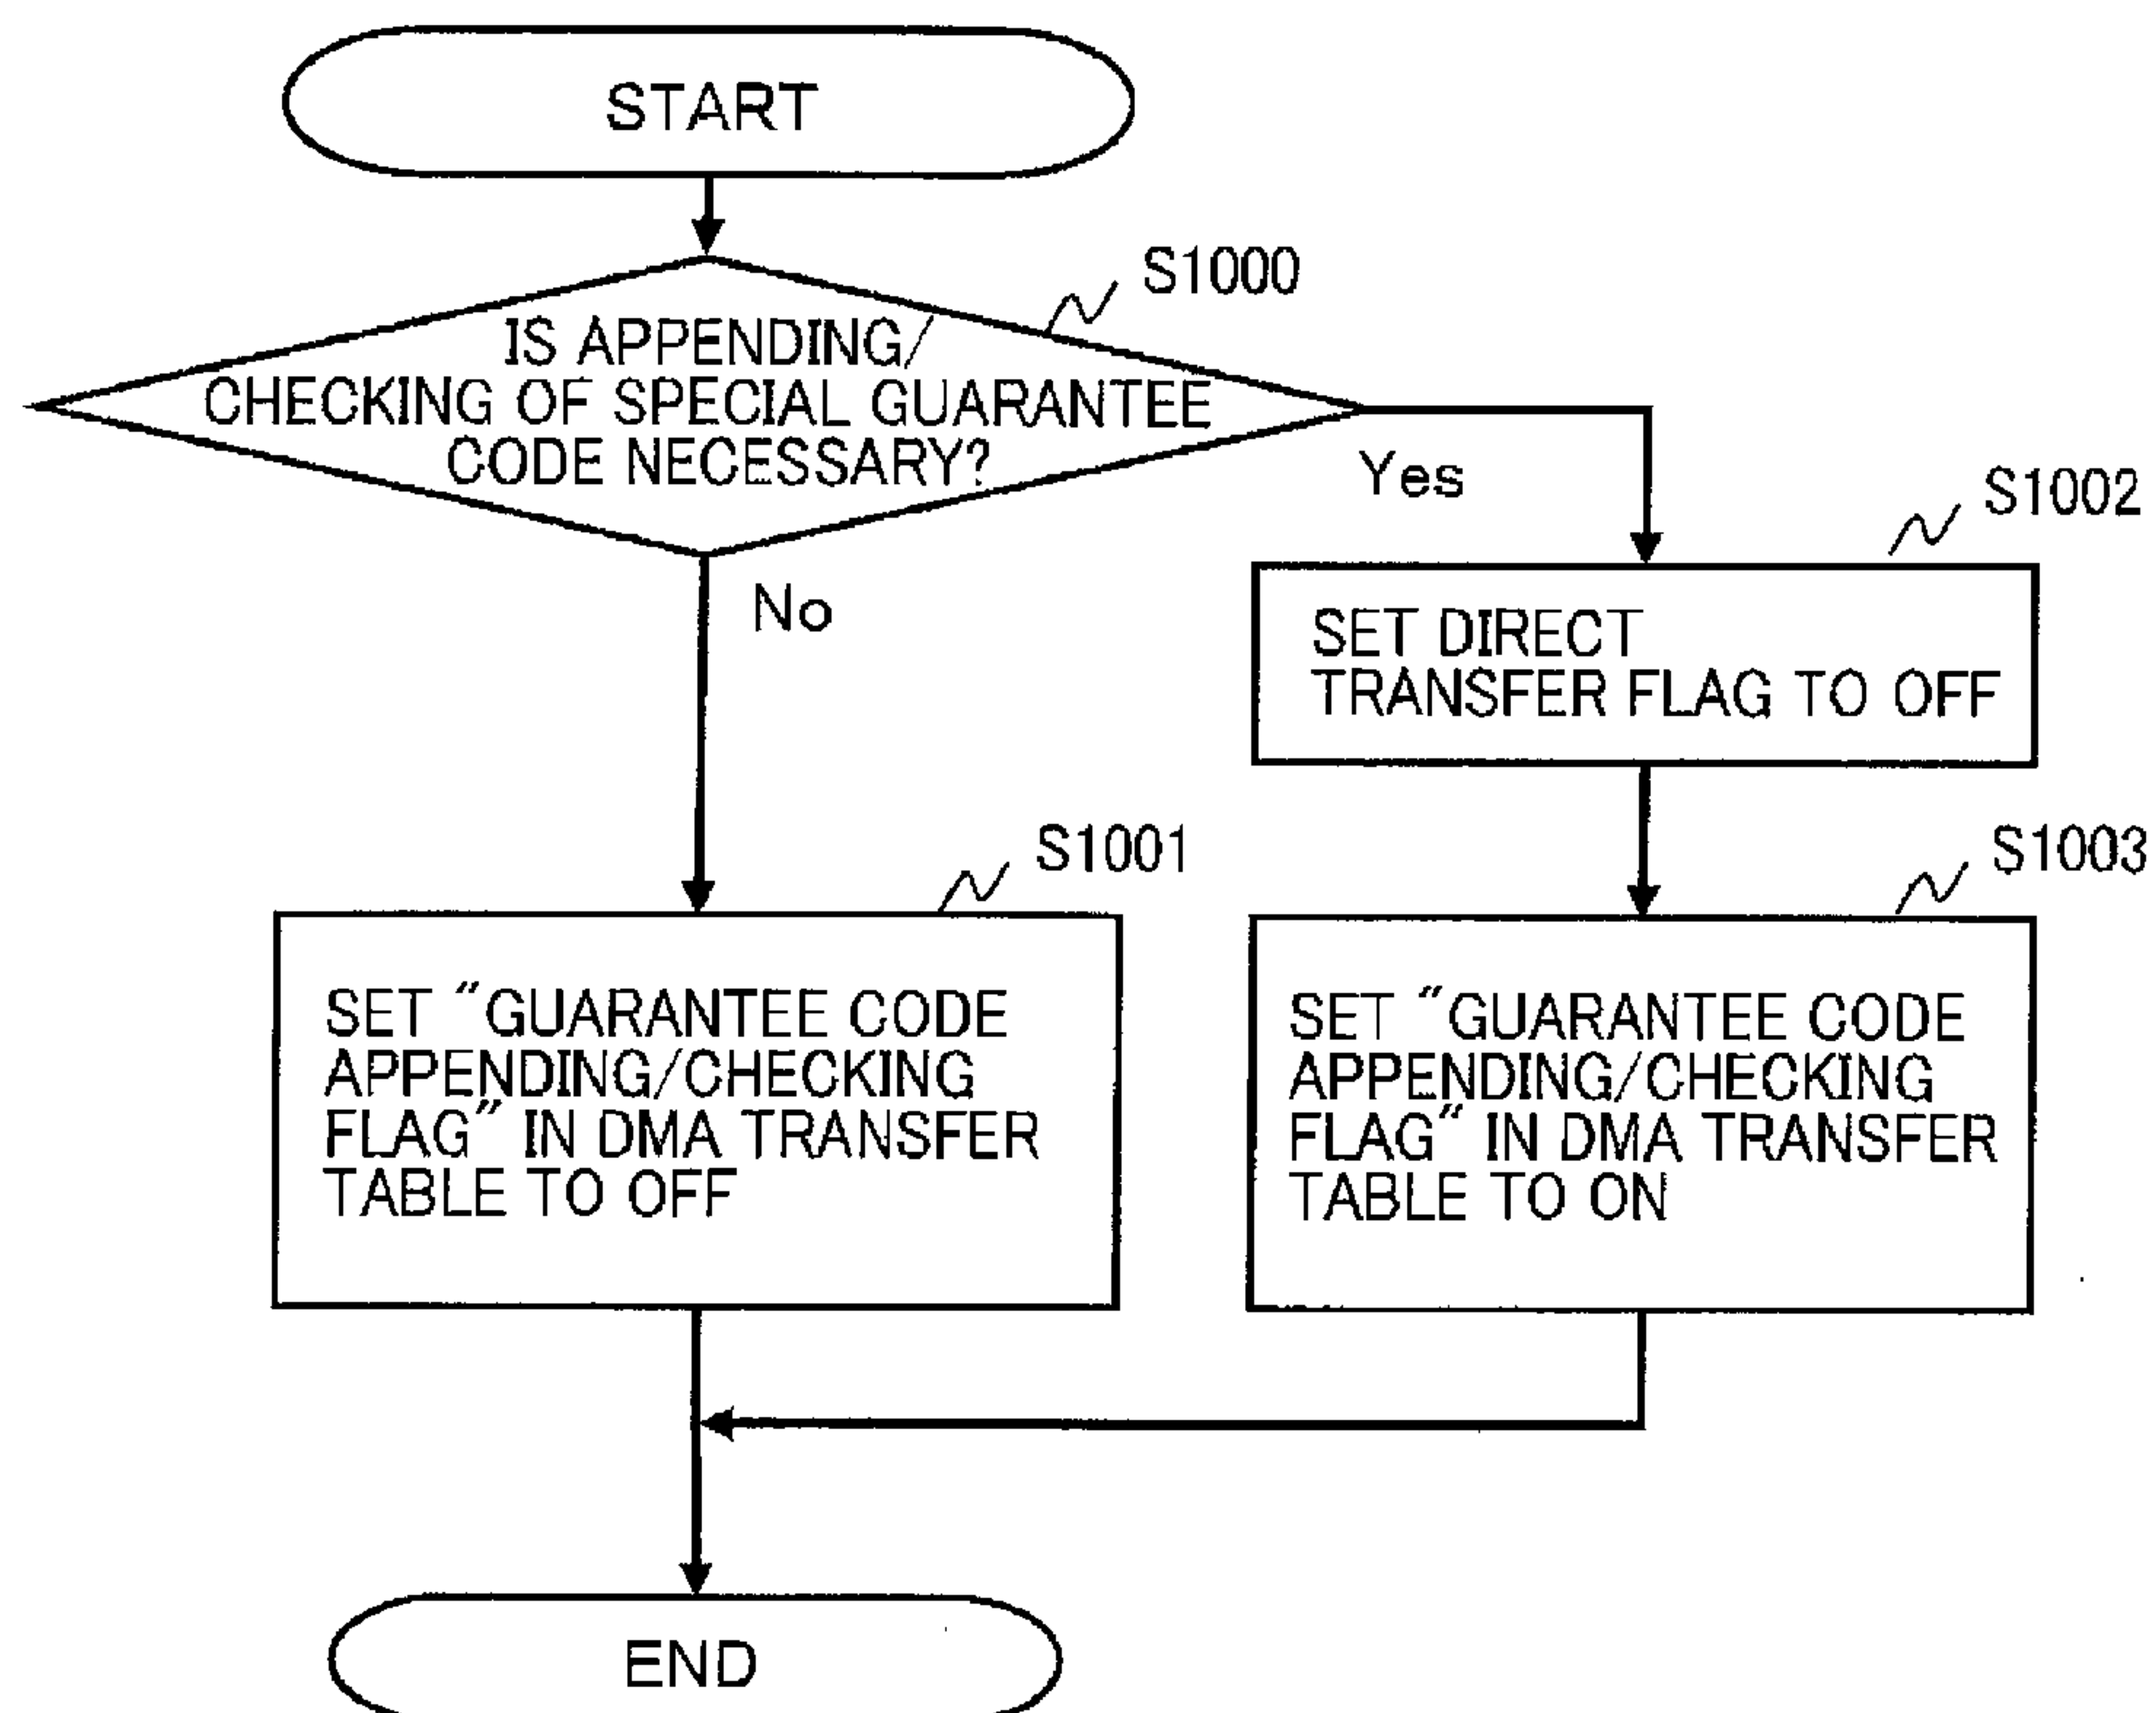 START
S1000
IS APPENDING/
CHECKING OF SPECIAL GUARANTEE
CODE NECESSARY?
Yes
No
S1002
SET DIRECT
TRANSFER FLAG TO OFF
S1001
SET "GUARANTEE CODE
APPENDING/CHECKING
FLAG" IN DMA TRANSFER
TABLE TO OFF
S1003
SET "GUARANTEE CODE
APPENDING/CHECKING
FLAG" IN DMA TRANSFER
TABLE TO ON
END